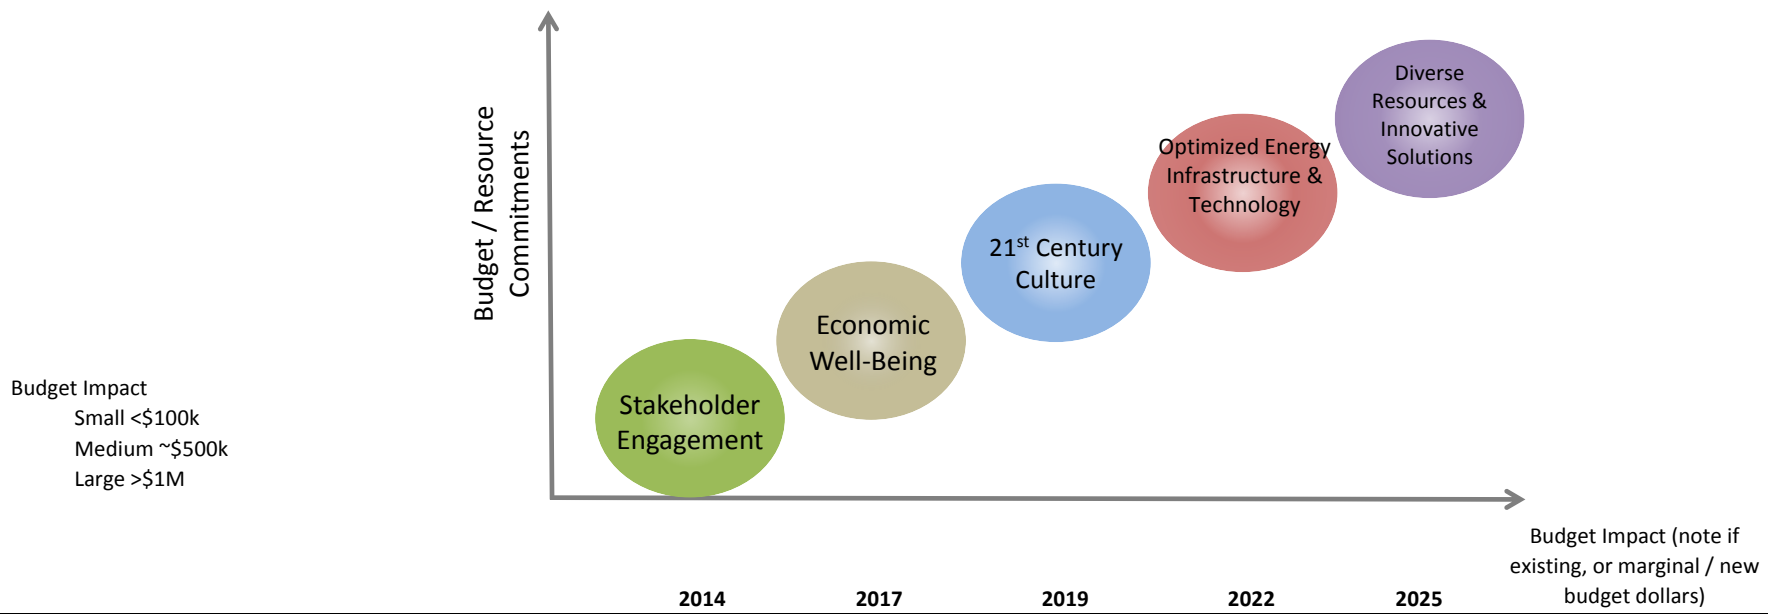 Budget / Resource
Commitments
Diverse
Resources &
Innovative
Solutions
Optimized Energy
Infrastructure &
Technology
21st Century
Culture
Economic
Well-Being
Stakeholder
Engagement
Budget Impact
Small <$100k
Medium ~$500k
Large >$1M
Budget Impact (note if
existing, or marginal / new
budget dollars)
2014 2017 2019 2022 2025